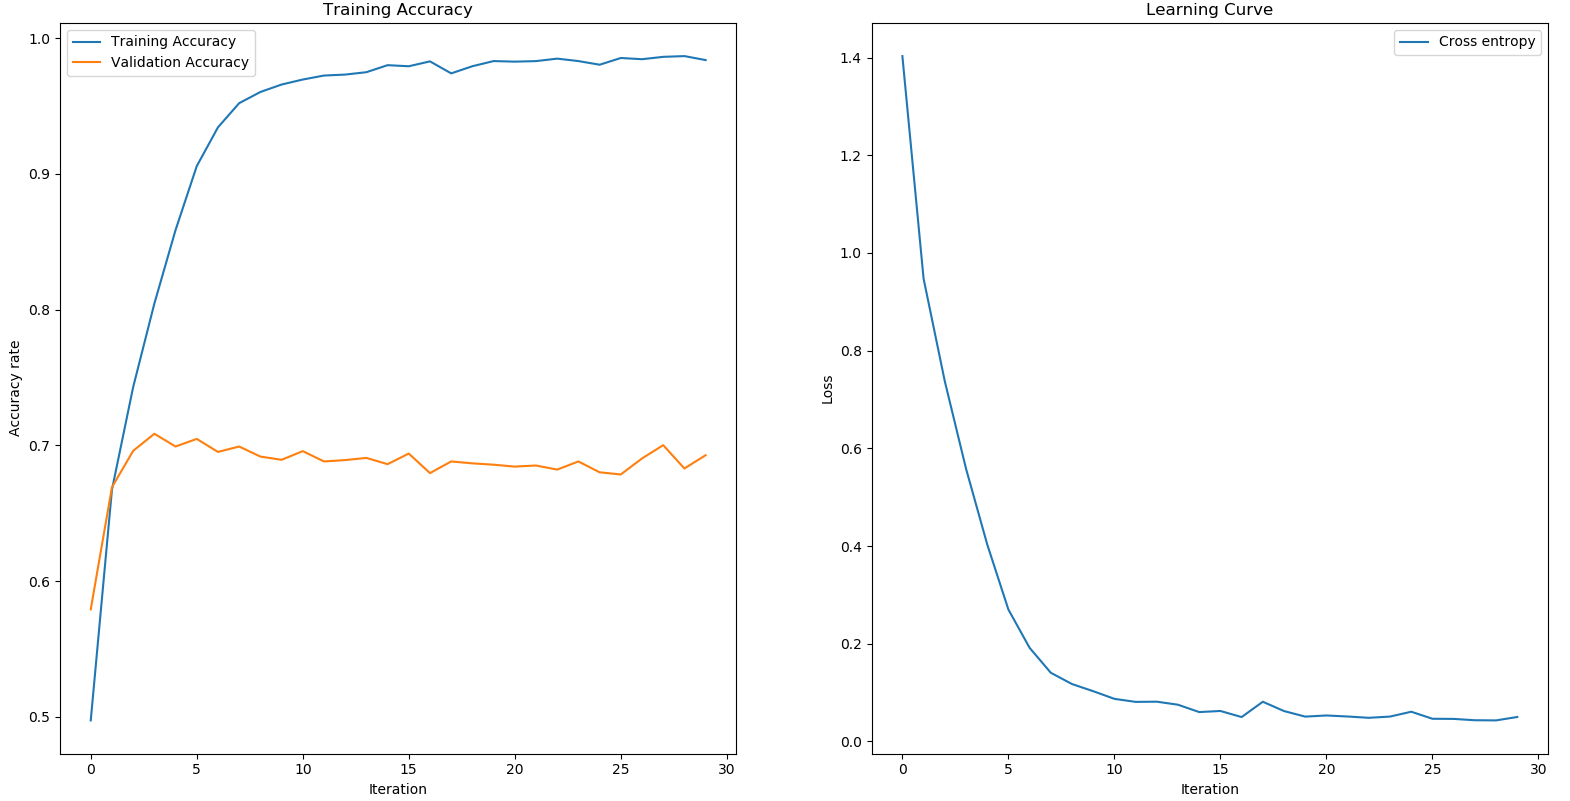 Training Accuracy
Training Accuracy
Validation Accuracy
1.0
0.9
0.8
0.7
0.6
0.5
Accuracy rate
0 5 10 15 20 25 30
Iteration
Learning Curve
Cross entropy
1.4
1.2
1.0
0.8
0.6
0.4
0.2
0.0
Loss
0 5 10 15 20 25 30
Iteration